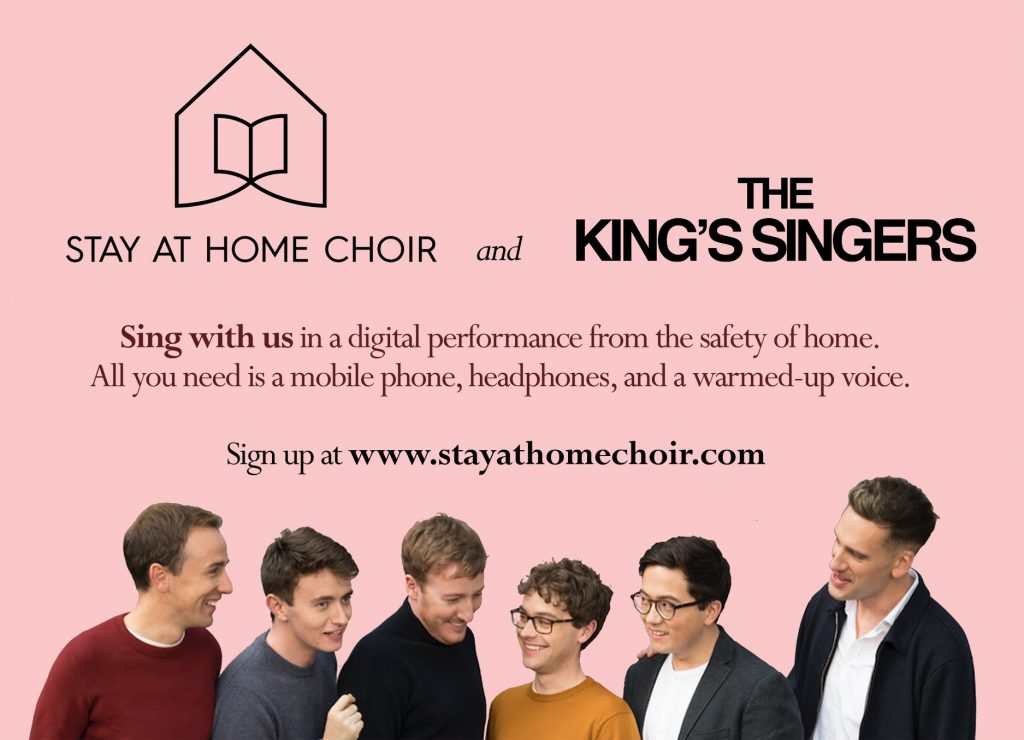 STAY AT HOME CHOIR
and
THE
KING'S SINGERS
Sing with us in a digital performance from the safety of home.
All you need is a mobile phone, headphones, and a warmed-up voice.
Sign up at www.stayathomechoir.com